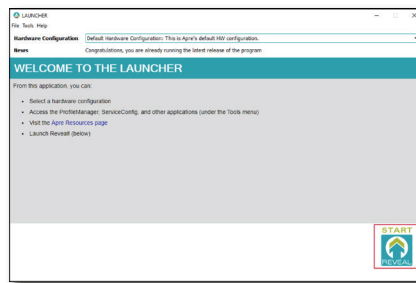 LAUNCHER
File Tools Help
Hardware Configuration Default Hardware Configuration: This is Apre's default HW configuration.
News Congratulations, you are already running the latest release of the program
WELCOME TO THE LAUNCHER
From this application, you can:
• Select a hardware configuration
• Access the ProfileManager, ServiceConfig, and other applications (under the Tools menu)
• Visit the Apre Resources page
• Launch Reveal! (below)
START
REVEAL